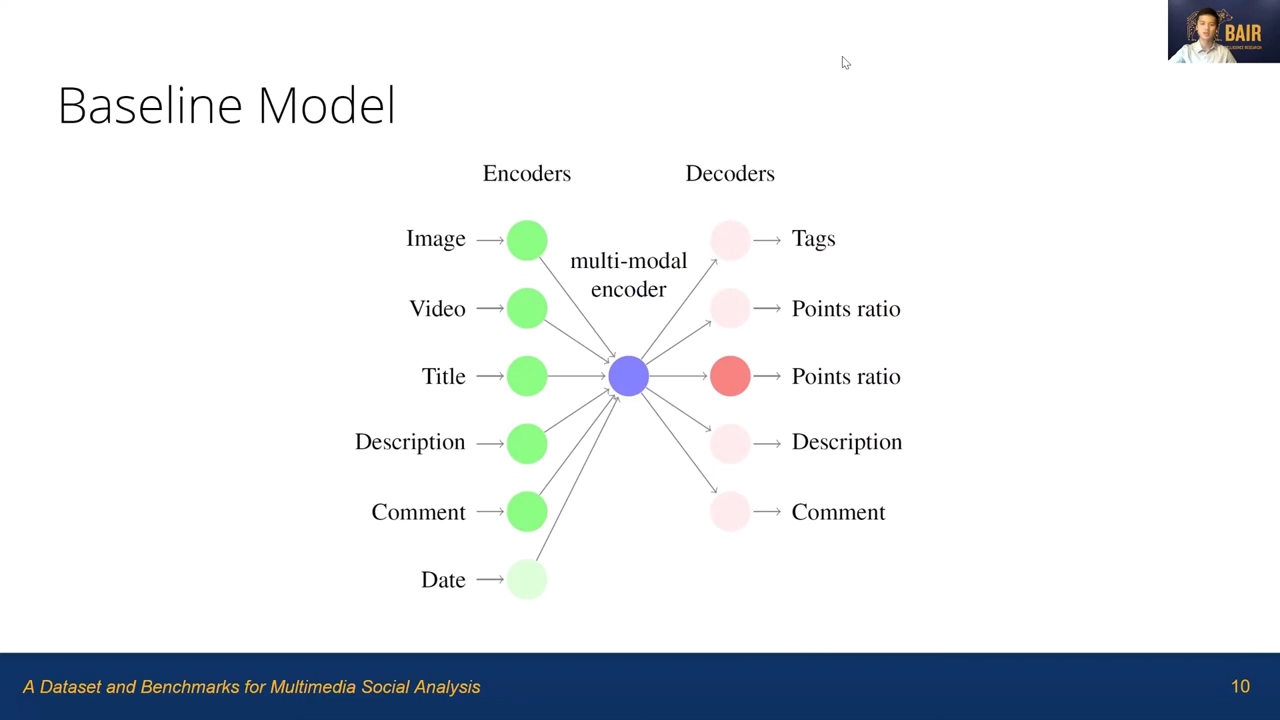 BAIR
Baseline Model
Encoders
Decoders
Image
Tags
multi-modal
encoder
Video
Points ratio
Title
Points ratio
Description
Description
Comment
Comment
Date
A Dataset and Benchmarks for Multimedia Social Analysis
10